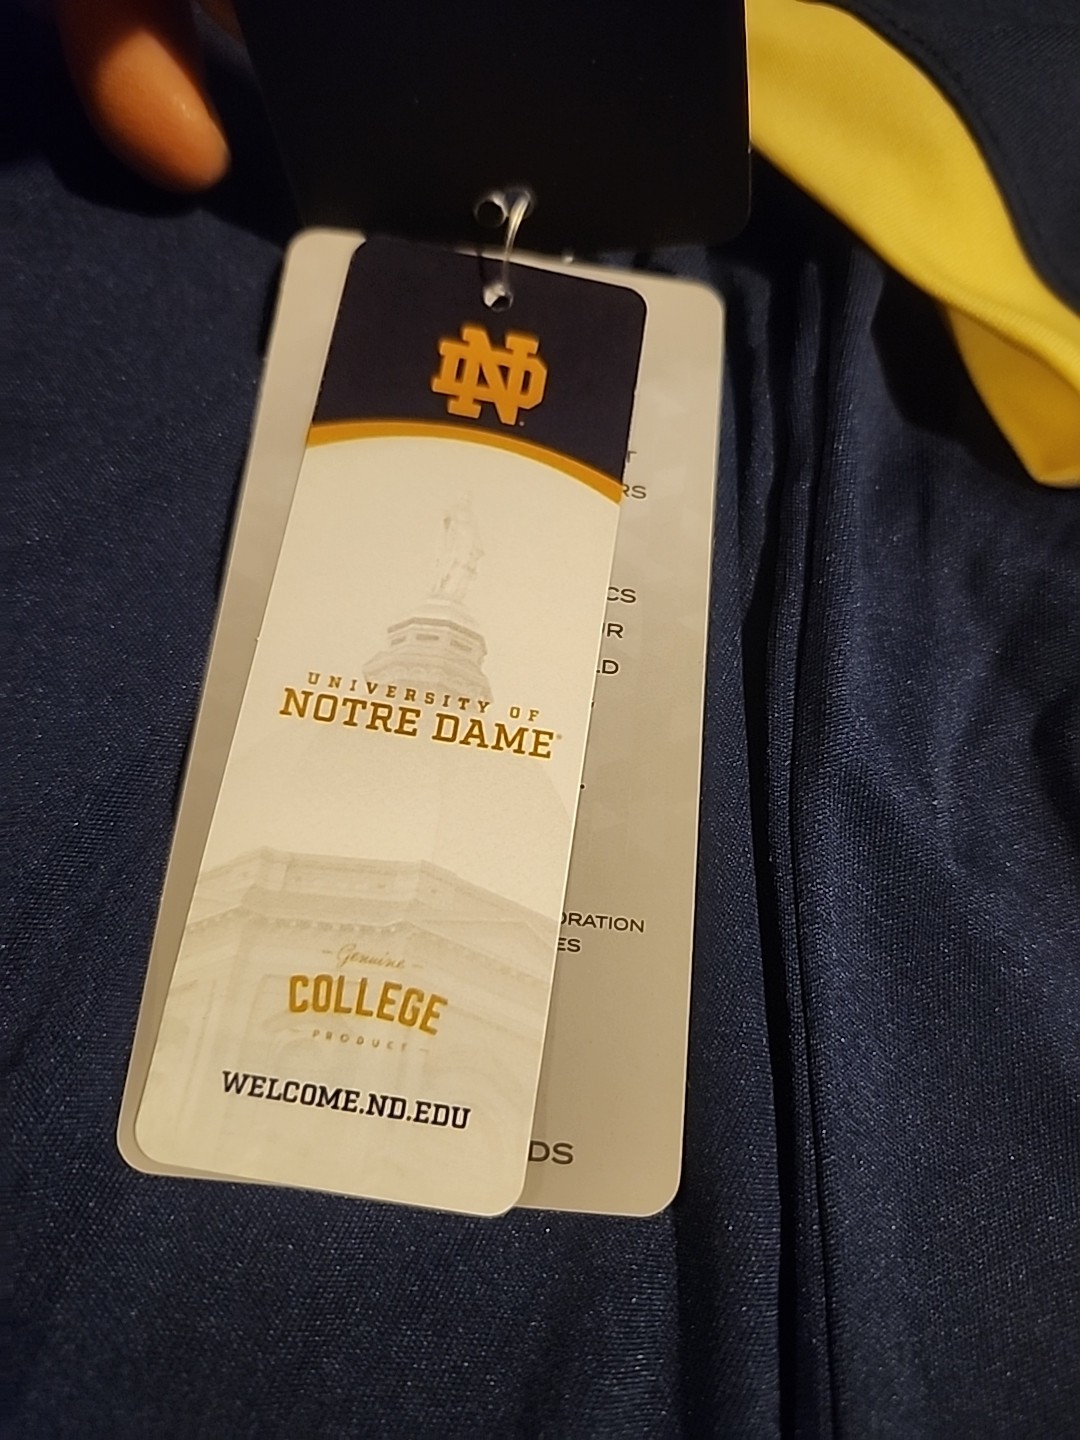 ND
UNIVERSITY OF
NOTRE DAME®
- Genuine -
COLLEGE
- PRODUCT -
WELCOME.ND.EDU